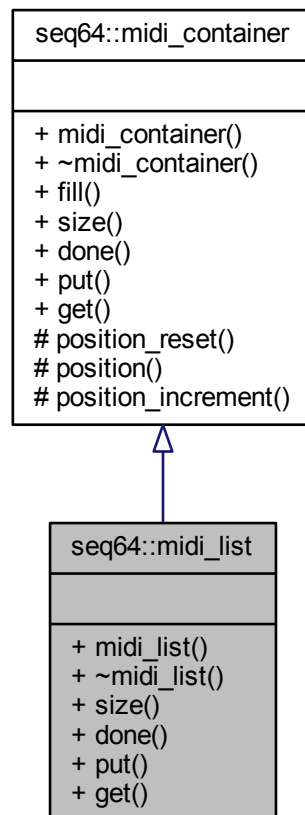 seq64::midi_container
+ midi_container()
+ ~midi_container()
+ fill()
+ size()
+ done()
+ put()
+ get()
# position_reset()
# position()
# position_increment()
seq64::midi_list
+ midi_list()
+ ~midi_list()
+ size()
+ done()
+ put()
+ get()